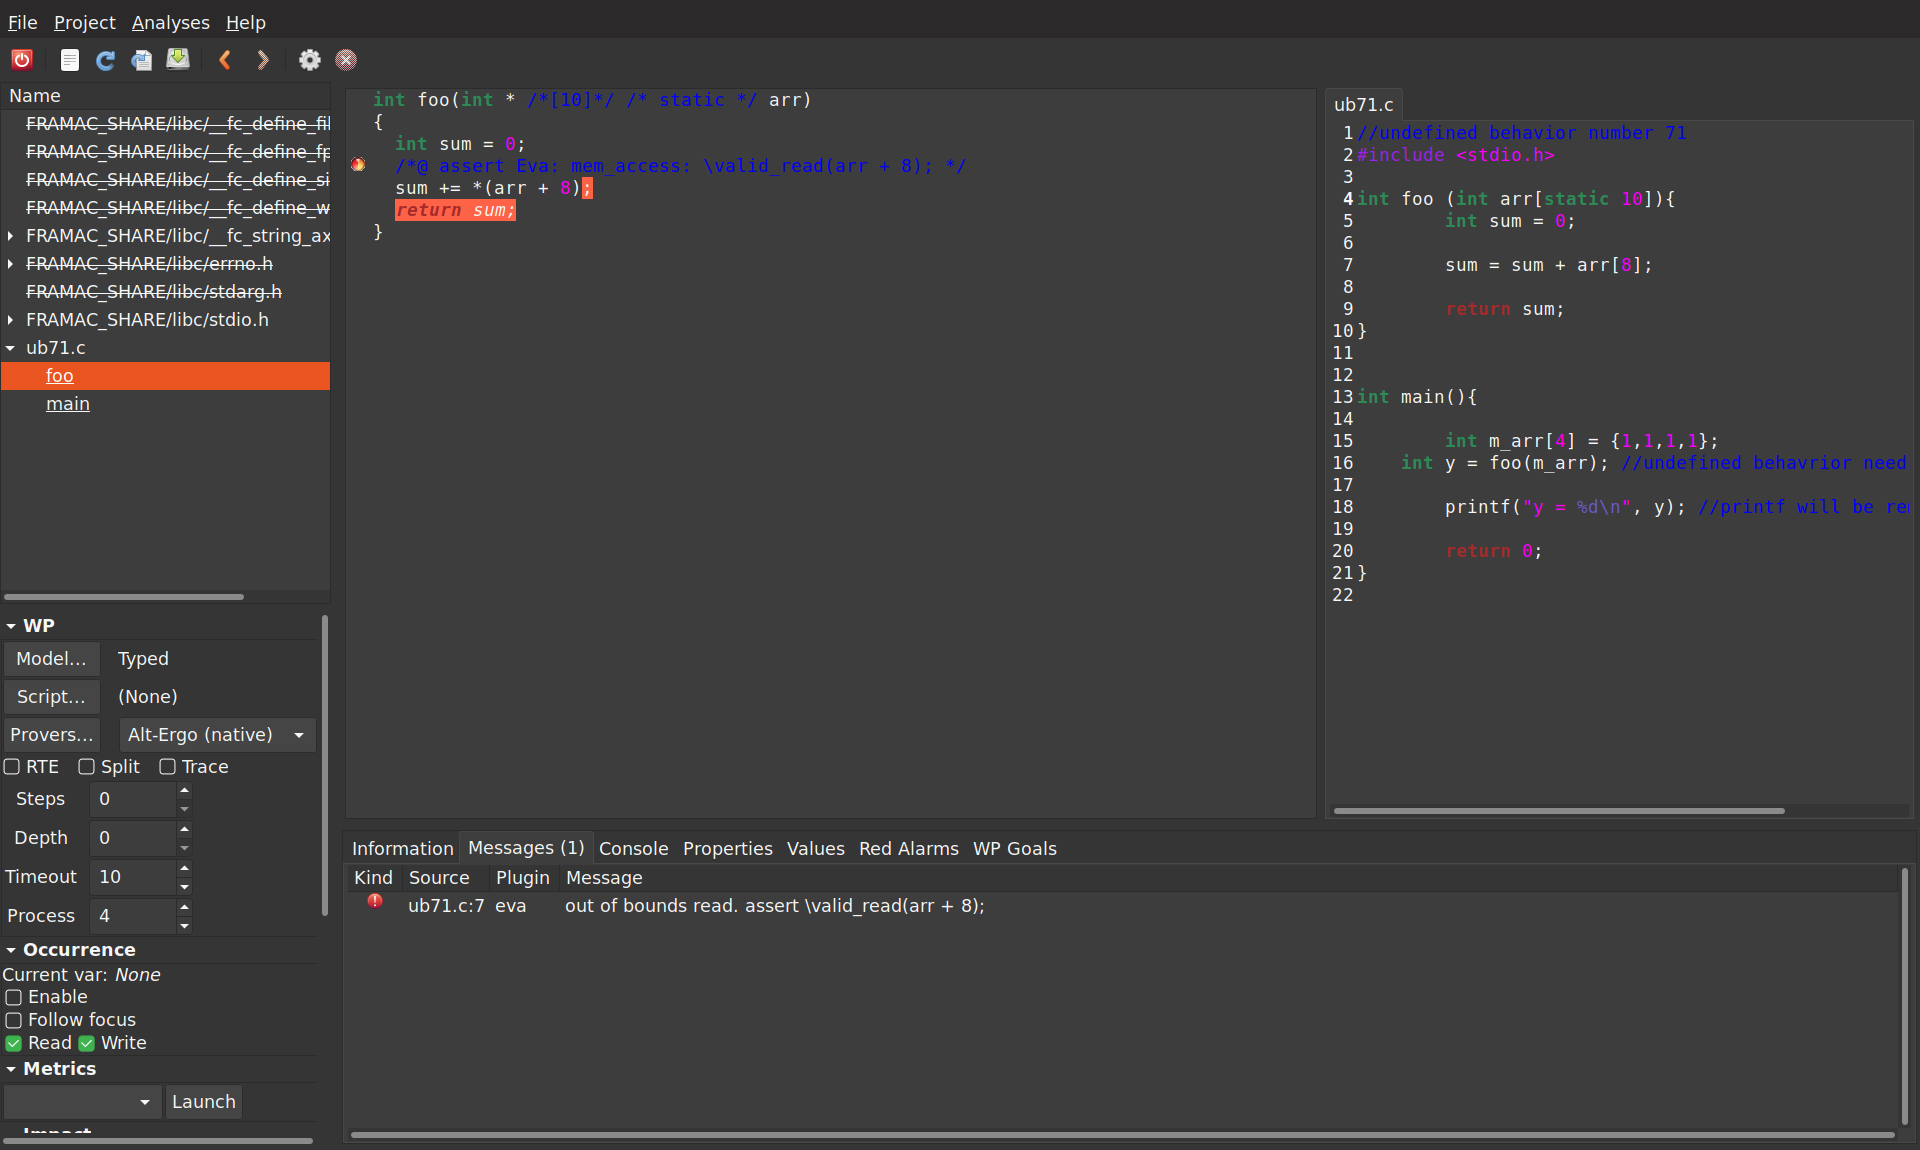 File Project Analyses Help
Name
FRAMAC_SHARE/libc/__fc_define_fil
FRAMAC_SHARE/libc/__fc_define_fp
FRAMAC_SHARE/libc/__fc_define_si
FRAMAC_SHARE/libc/__fc_define_w
FRAMAC_SHARE/libc/__fc_string_ax
FRAMAC_SHARE/libc/errno.h
FRAMAC_SHARE/libc/stdarg.h
FRAMAC_SHARE/libc/stdio.h
ub71.c
foo
main
WP
Model... Typed
Script... (None)
Provers... Alt-Ergo (native)
RTE Split Trace
Steps 0
Depth 0
Timeout 10
Process 4
Occurrence
Current var: None
Enable
Follow focus
Read Write
Metrics
Launch
Impact
int foo(int * /*[10]*/ /* static */ arr)
{
int sum = 0;
/*@ assert Eva: mem_access: \valid_read(arr + 8); */
sum += *(arr + 8);
return sum;
}
ub71.c
1 //undefined behavior number 71
2 #include <stdio.h>
3
4 int foo (int arr[static 10]){
5 int sum = 0;
6
7 sum = sum + arr[8];
8
9 return sum;
10 }
11
12
13 int main(){
14
15 int m_arr[4] = {1,1,1,1};
16 int y = foo(m_arr); //undefined behavrior need
17
18 printf("y = %d\n", y); //printf will be re
19
20 return 0;
21 }
22
Information Messages (1) Console Properties Values Red Alarms WP Goals
Kind Source Plugin Message
ub71.c:7 eva out of bounds read. assert \valid_read(arr + 8);